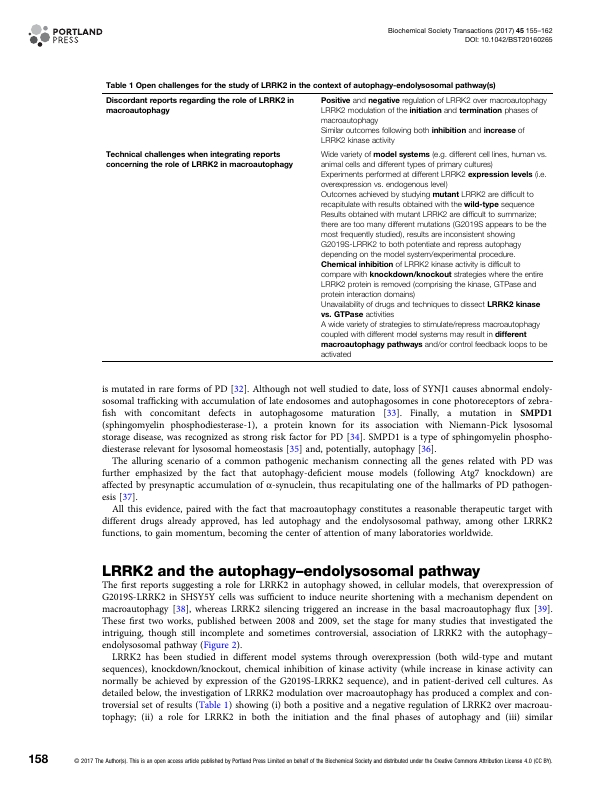 PORTLAND
PRESS
Biochemical Society Transactions (2017) 45 155–162
DOI: 10.1042/BST20160265
Table 1 Open challenges for the study of LRRK2 in the context of autophagy-endolysosomal pathway(s)
Discordant reports regarding the role of LRRK2 in
macroautophagy
Positive and negative regulation of LRRK2 over macroautophagy
LRRK2 modulation of the initiation and termination phases of
macroautophagy
Similar outcomes following both inhibition and increase of
LRRK2 kinase activity
Technical challenges when integrating reports
concerning the role of LRRK2 in macroautophagy
Wide variety of model systems (e.g. different cell lines, human vs.
animal cells and different types of primary cultures)
Experiments performed at different LRRK2 expression levels (i.e.
overexpression vs. endogenous level)
Outcomes achieved by studying mutant LRRK2 are difficult to
recapitulate with results obtained with the wild-type sequence
Results obtained with mutant LRRK2 are difficult to summarize;
there are too many different mutations (G2019S appears to be the
most frequently studied), results are inconsistent showing
G2019S-LRRK2 to both potentiate and repress autophagy
depending on the model system/experimental procedure.
Chemical inhibition of LRRK2 kinase activity is difficult to
compare with knockdown/knockout strategies where the entire
LRRK2 protein is removed (comprising the kinase, GTPase and
protein interaction domains)
Unavailability of drugs and techniques to dissect LRRK2 kinase
vs. GTPase activities
A wide variety of strategies to stimulate/repress macroautophagy
coupled with different model systems may result in different
macroautophagy pathways and/or control feedback loops to be
activated
is mutated in rare forms of PD [32]. Although not well studied to date, loss of SYNJ1 causes abnormal endoly-
sosomal trafficking with accumulation of late endosomes and autophagosomes in cone photoreceptors of zebra-
fish with concomitant defects in autophagosome maturation [33]. Finally, a mutation in SMPD1
(sphingomyelin phosphodiesterase-1), a protein known for its association with Niemann-Pick lysosomal
storage disease, was recognized as strong risk factor for PD [34]. SMPD1 is a type of sphingomyelin phospho-
diesterase relevant for lysosomal homeostasis [35] and, potentially, autophagy [36].
The alluring scenario of a common pathogenic mechanism connecting all the genes related with PD was
further emphasized by the fact that autophagy-deficient mouse models (following Atg7 knockdown) are
affected by presynaptic accumulation of α-synuclein, thus recapitulating one of the hallmarks of PD pathogen-
esis [37].
All this evidence, paired with the fact that macroautophagy constitutes a reasonable therapeutic target with
different drugs already approved, has led autophagy and the endolysosomal pathway, among other LRRK2
functions, to gain momentum, becoming the center of attention of many laboratories worldwide.
LRRK2 and the autophagy–endolysosomal pathway
The first reports suggesting a role for LRRK2 in autophagy showed, in cellular models, that overexpression of
G2019S-LRRK2 in SHSY5Y cells was sufficient to induce neurite shortening with a mechanism dependent on
macroautophagy [38], whereas LRRK2 silencing triggered an increase in the basal macroautophagy flux [39].
These first two works, published between 2008 and 2009, set the stage for many studies that investigated the
intriguing, though still incomplete and sometimes controversial, association of LRRK2 with the autophagy–
endolysosomal pathway (Figure 2).
LRRK2 has been studied in different model systems through overexpression (both wild-type and mutant
sequences), knockdown/knockout, chemical inhibition of kinase activity (while increase in kinase activity can
normally be achieved by expression of the G2019S-LRRK2 sequence), and in patient-derived cell cultures. As
detailed below, the investigation of LRRK2 modulation over macroautophagy has produced a complex and con-
troversial set of results (Table 1) showing (i) both a positive and a negative regulation of LRRK2 over macroau-
tophagy; (ii) a role for LRRK2 in both the initiation and the final phases of autophagy and (iii) similar
158
© 2017 The Author(s). This is an open access article published by Portland Press Limited on behalf of the Biochemical Society and distributed under the Creative Commons Attribution License 4.0 (CC BY).